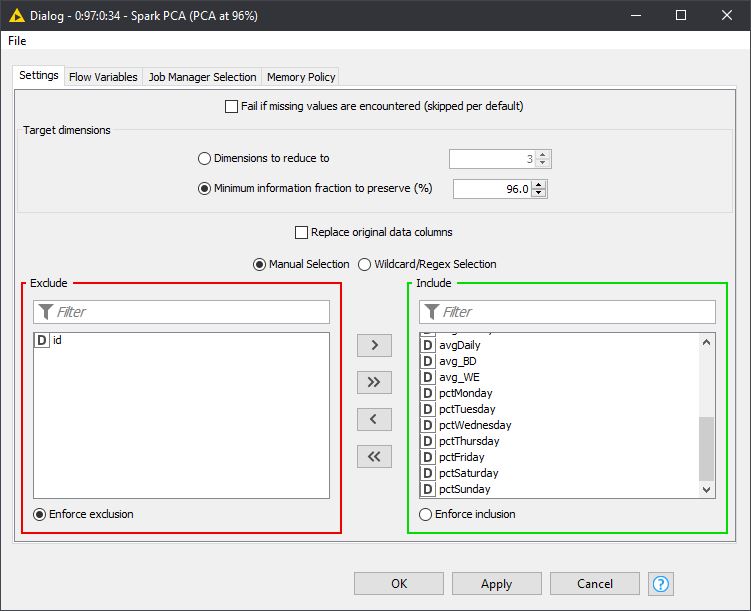 Dialog - 0:97:0:34 - Spark PCA (PCA at 96%)
File
Settings Flow Variables Job Manager Selection Memory Policy
Fail if missing values are encountered (skipped per default)
Target dimensions
Dimensions to reduce to 3
Minimum information fraction to preserve (%) 96.0
Replace original data columns
Manual Selection Wildcard/Regex Selection
Exclude
Filter
D id
Enforce exclusion
>
>>
<
<<
Include
Filter
D avgDaily
D avg_BD
D avg_WE
D pctMonday
D pctTuesday
D pctWednesday
D pctThursday
D pctFriday
D pctSaturday
D pctSunday
Enforce inclusion
OK Apply Cancel ?